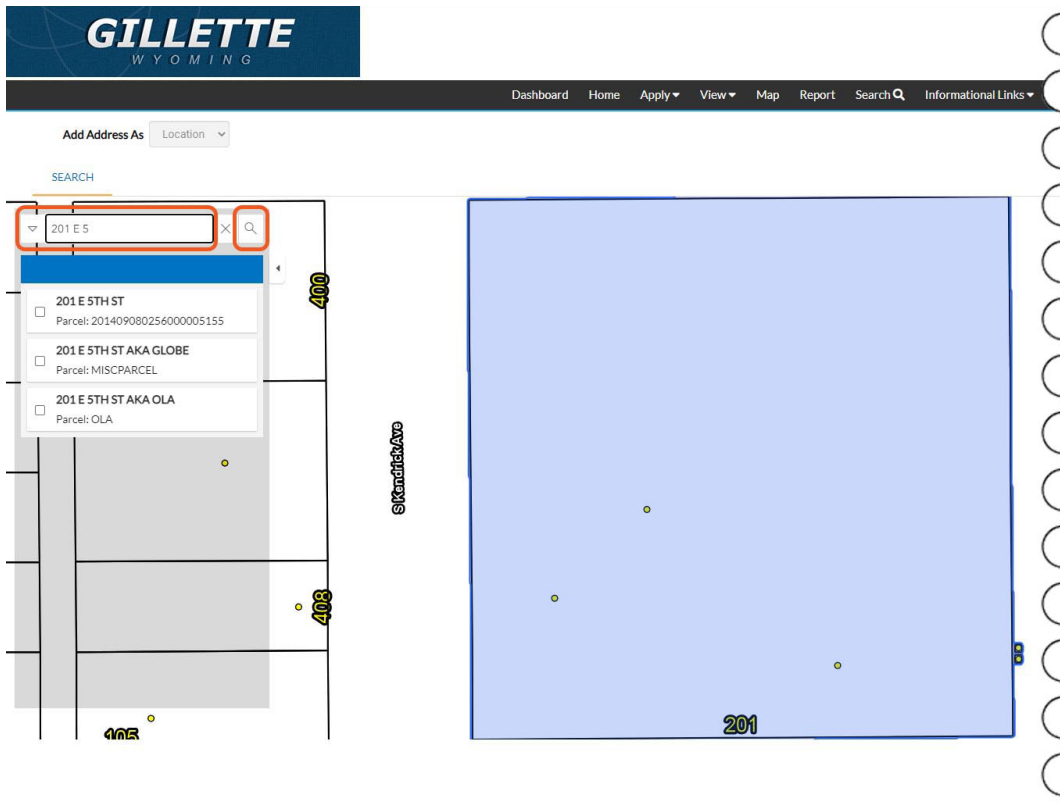 GILLETTE
WYOMING
Dashboard Home Apply View Map Report Search Informational Links
Add Address As Location
SEARCH
201 E 5
201 E 5TH ST
Parcel: 201409080256000005155
201 E 5TH ST AKA GLOBE
Parcel: MISCPARCEL
201 E 5TH ST AKA OLA
Parcel: OLA
400
S Kendrick Ave
408
105
201